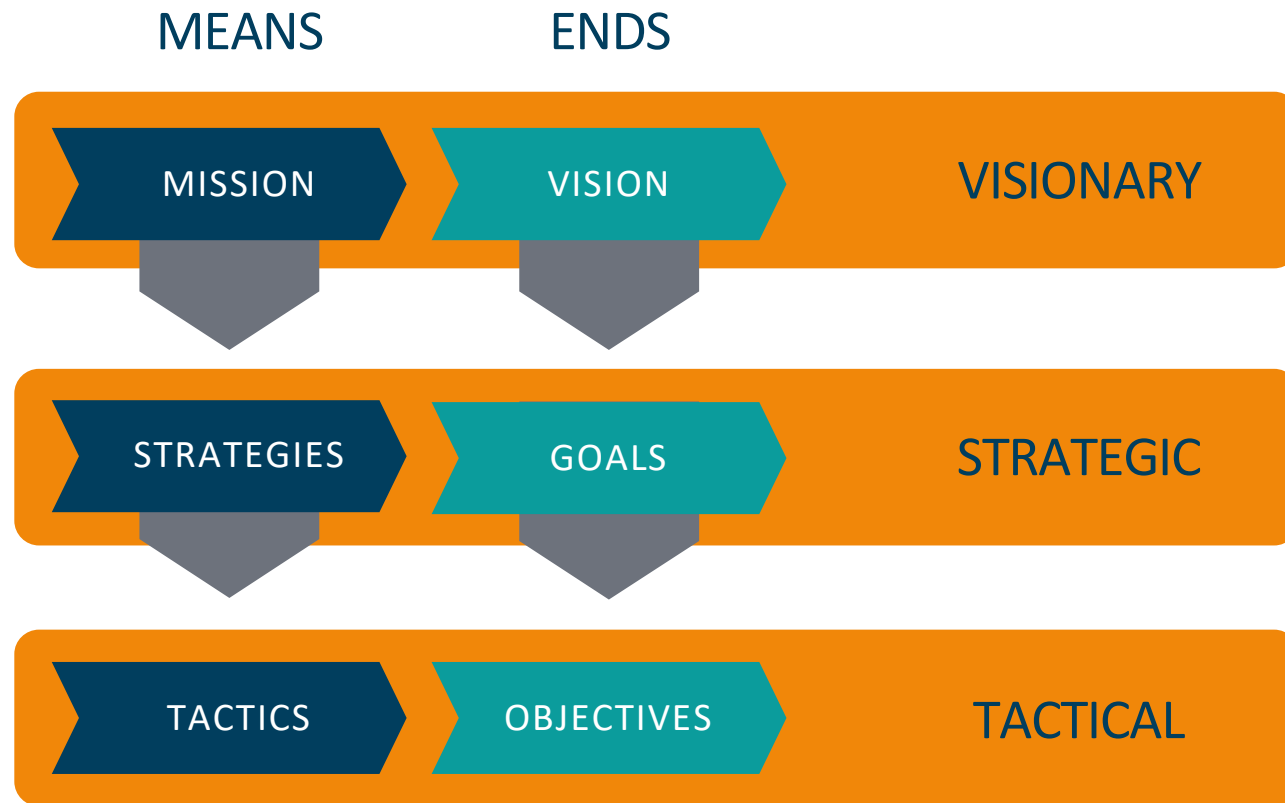 MEANS ENDS
MISSION VISION VISIONARY
STRATEGIES GOALS STRATEGIC
TACTICS OBJECTIVES TACTICAL